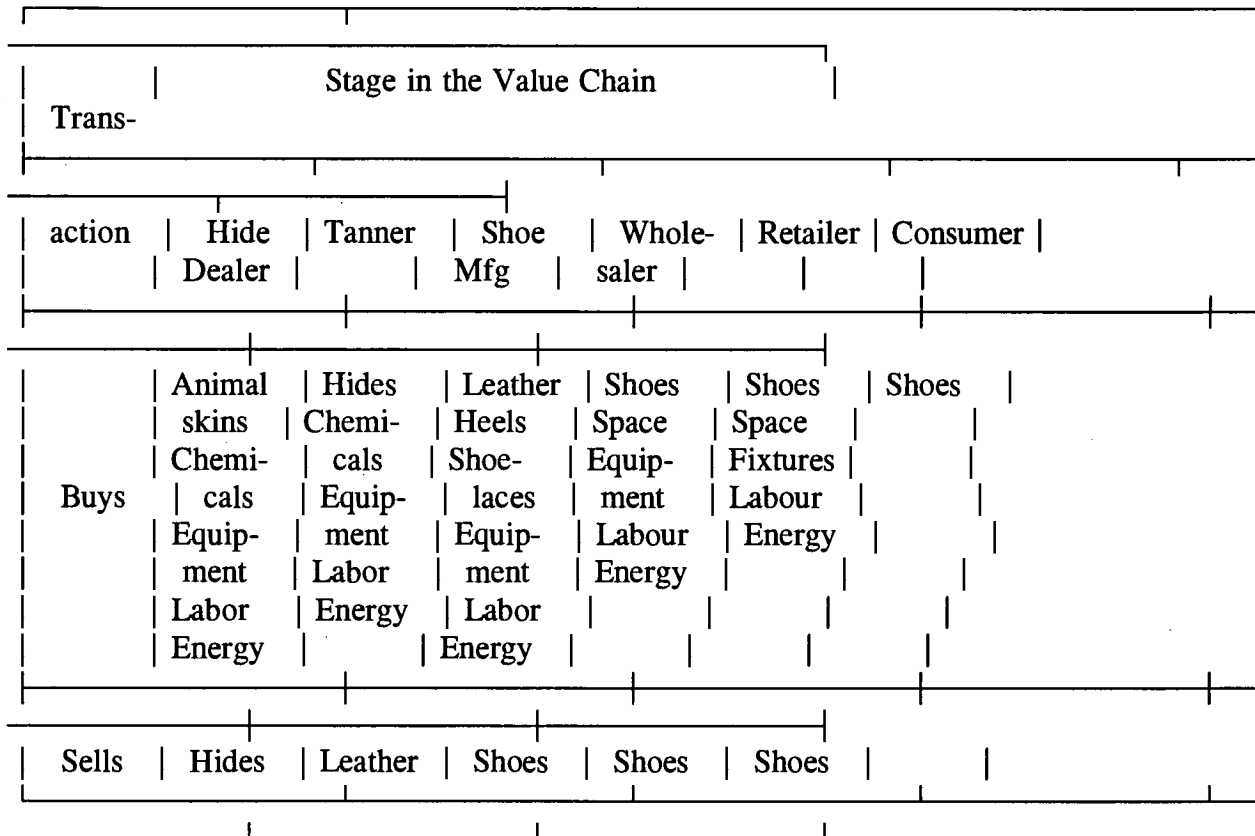 Stage in the Value Chain
Trans-
action | Hide | Tanner | Shoe | Whole- | Retailer | Consumer |
Dealer | | Mfg | saler | | |
| Animal | Hides | Leather | Shoes | Shoes | Shoes |
| skins | Chemi- | Heels | Space | Space | |
| Chemi- | cals | Shoe- | Equip- | Fixtures | |
Buys | cals | Equip- | laces | ment | Labour | |
| Equip- | ment | Equip- | Labour | Energy | |
| ment | Labor | ment | Energy | | |
| Labor | Energy | Labor | | | |
| Energy | | Energy | | | |
| Sells | Hides | Leather | Shoes | Shoes | Shoes | |